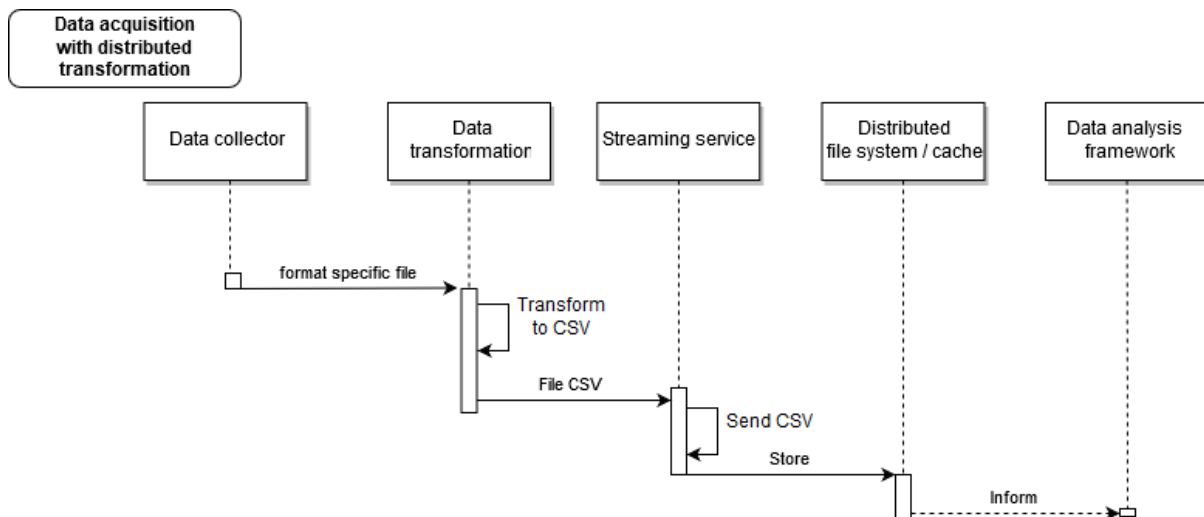 Data acquisition
with distributed
transformation
Data collector
Data
transformation
Streaming service
Distributed
file system / cache
Data analysis
framework
format specific file
Transform
to CSV
File CSV
Send CSV
Store
Inform